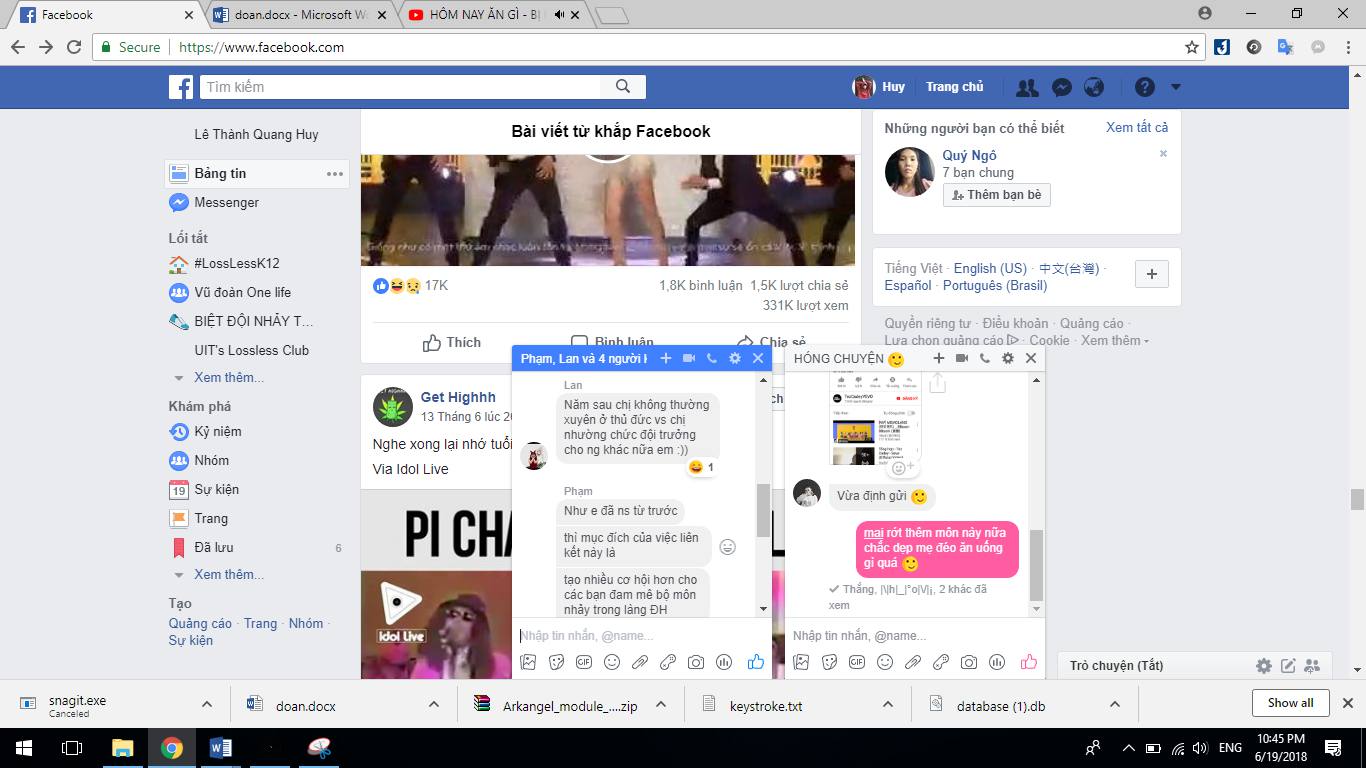 Facebook
doan.docx - Microsoft Wo
HÔM NAY ĂN GÌ - BỊ
Secure
https://www.facebook.com
Tìm kiếm
Huy
Trang chủ
Lê Thành Quang Huy
Bảng tin
Messenger
Lối tắt
#LossLessK12
Vũ đoàn One life
BIỆT ĐỘI NHẢY T...
UIT's Lossless Club
Xem thêm...
Khám phá
Kỷ niệm
Nhóm
19 Sự kiện
Trang
Đã lưu 6
Xem thêm...
Tạo
Quảng cáo · Trang · Nhóm ·
Sự kiện
Bài viết từ khắp Facebook
17K
1,8K bình luận 1,5K lượt chia sẻ
331K lượt xem
Thích
Bình luận
Chia sẻ
Get Highhh
13 Tháng 6 lúc 20
Nghe xong lại nhớ tuổi
Via Idol Live
PI CHA
Idol Live
Những người bạn có thể biết
Xem tất cả
Quý Ngô
7 bạn chung
Thêm bạn bè
Tiếng Việt · English (US) · 中文(台灣) ·
Español · Português (Brasil)
Quyền riêng tư · Điều khoản · Quảng cáo ·
Lựa chọn quảng cáo · Cookie · Xem thêm
Phạm, Lan và 4 người k
Lan
Năm sau chị không thường
xuyên ở thủ đức vs chị
nhường chức đội trưởng
cho ng khác nữa em :))
1
Phạm
Như e đã ns từ trước
thì mục đích của việc liên
kết này là
tạo nhiều cơ hội hơn cho
các bạn đam mê bộ môn
nhảy trong làng ĐH
Nhập tin nhắn, @name...
GIF
HÓNG CHUYỆN
Vừa định gửi
mai rớt thêm môn này nữa
chắc dẹp mẹ đéo ăn uống
gì quá
Thắng, |\|h|_|°o|\/|¡, 2 khác đã
xem
Nhập tin nhắn, @name...
GIF
Trò chuyện (Tắt)
snagit.exe
Canceled
doan.docx
Arkangel_module_....zip
keystroke.txt
database (1).db
Show all
ENG
10:45 PM
6/19/2018